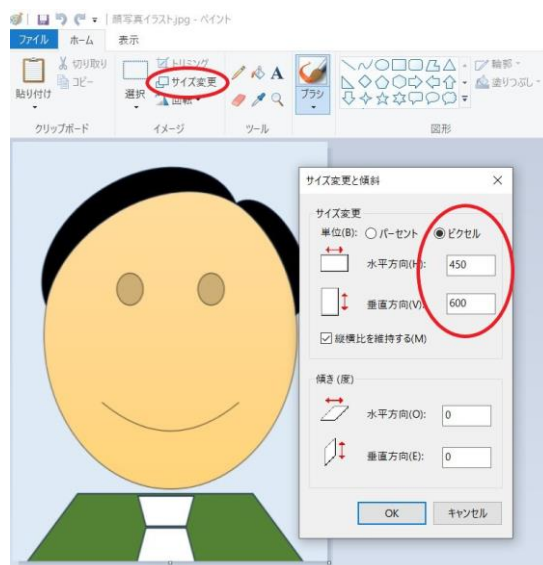 顔写真イラスト.jpg - ペイント
ファイル ホーム 表示
貼り付け
切り取り
コピー
クリップボード
選択
トリミング
サイズ変更
回転
イメージ
A
ツール
ブラシ
輪郭
塗りつぶし
図形
サイズ変更と傾斜
サイズ変更
単位(B): パーセント ピクセル
水平方向(H): 450
垂直方向(V): 600
縦横比を維持する(M)
傾き (度)
水平方向(O): 0
垂直方向(E): 0
OK キャンセル